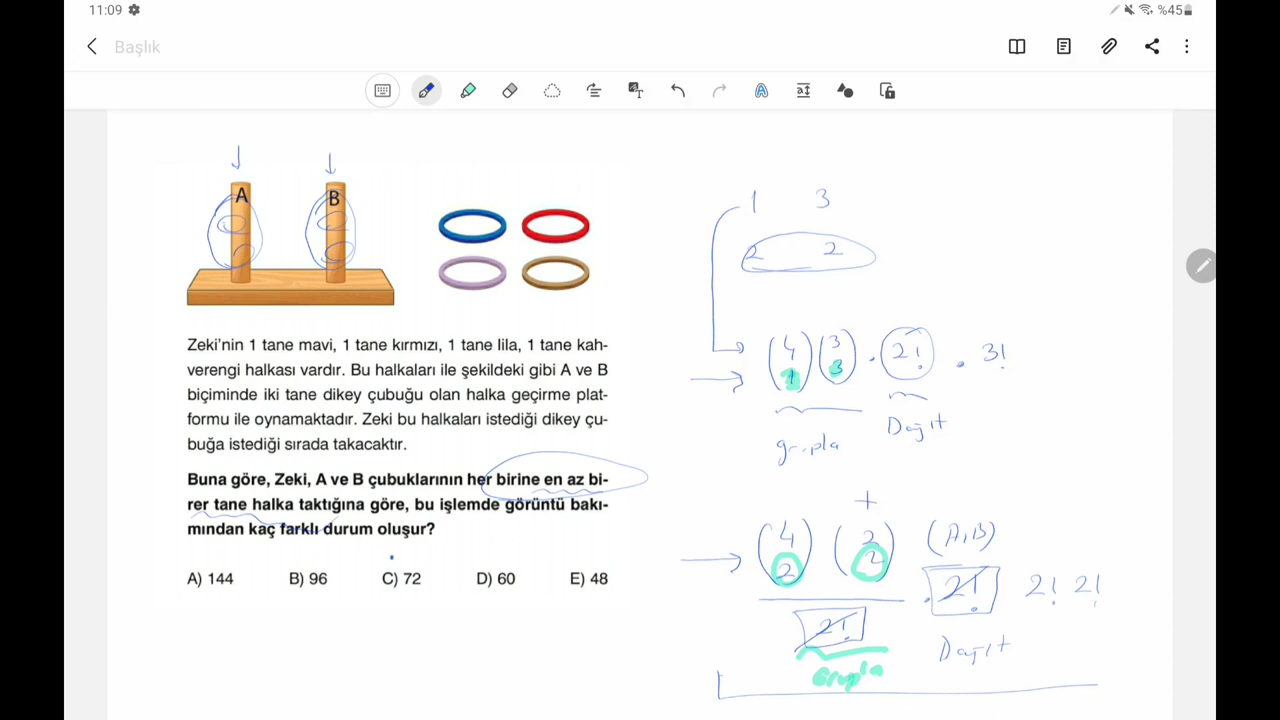 11:09
%45
Başlık
A B
1 3
2 2
Zeki'nin 1 tane mavi, 1 tane kırmızı, 1 tane lila, 1 tane kah-
verengi halkası vardır. Bu halkaları ile şekildeki gibi A ve B
biçiminde iki tane dikey çubuğu olan halka geçirme plat-
formu ile oynamaktadır. Zeki bu halkaları istediği dikey çu-
buğa istediği sırada takacaktır.
Buna göre, Zeki, A ve B çubuklarının her birine en az bi-
rer tane halka taktığına göre, bu işlemde görüntü bakı-
mından kaç farklı durum oluşur?
A) 144 B) 96 C) 72 D) 60 E) 48
(4 1) (3 3) . 2! . 3!
grupla Dağıt
+
(4 2) (2 2) (A,B)
. 2! 2! 2!
2!
Grupla Dağıt